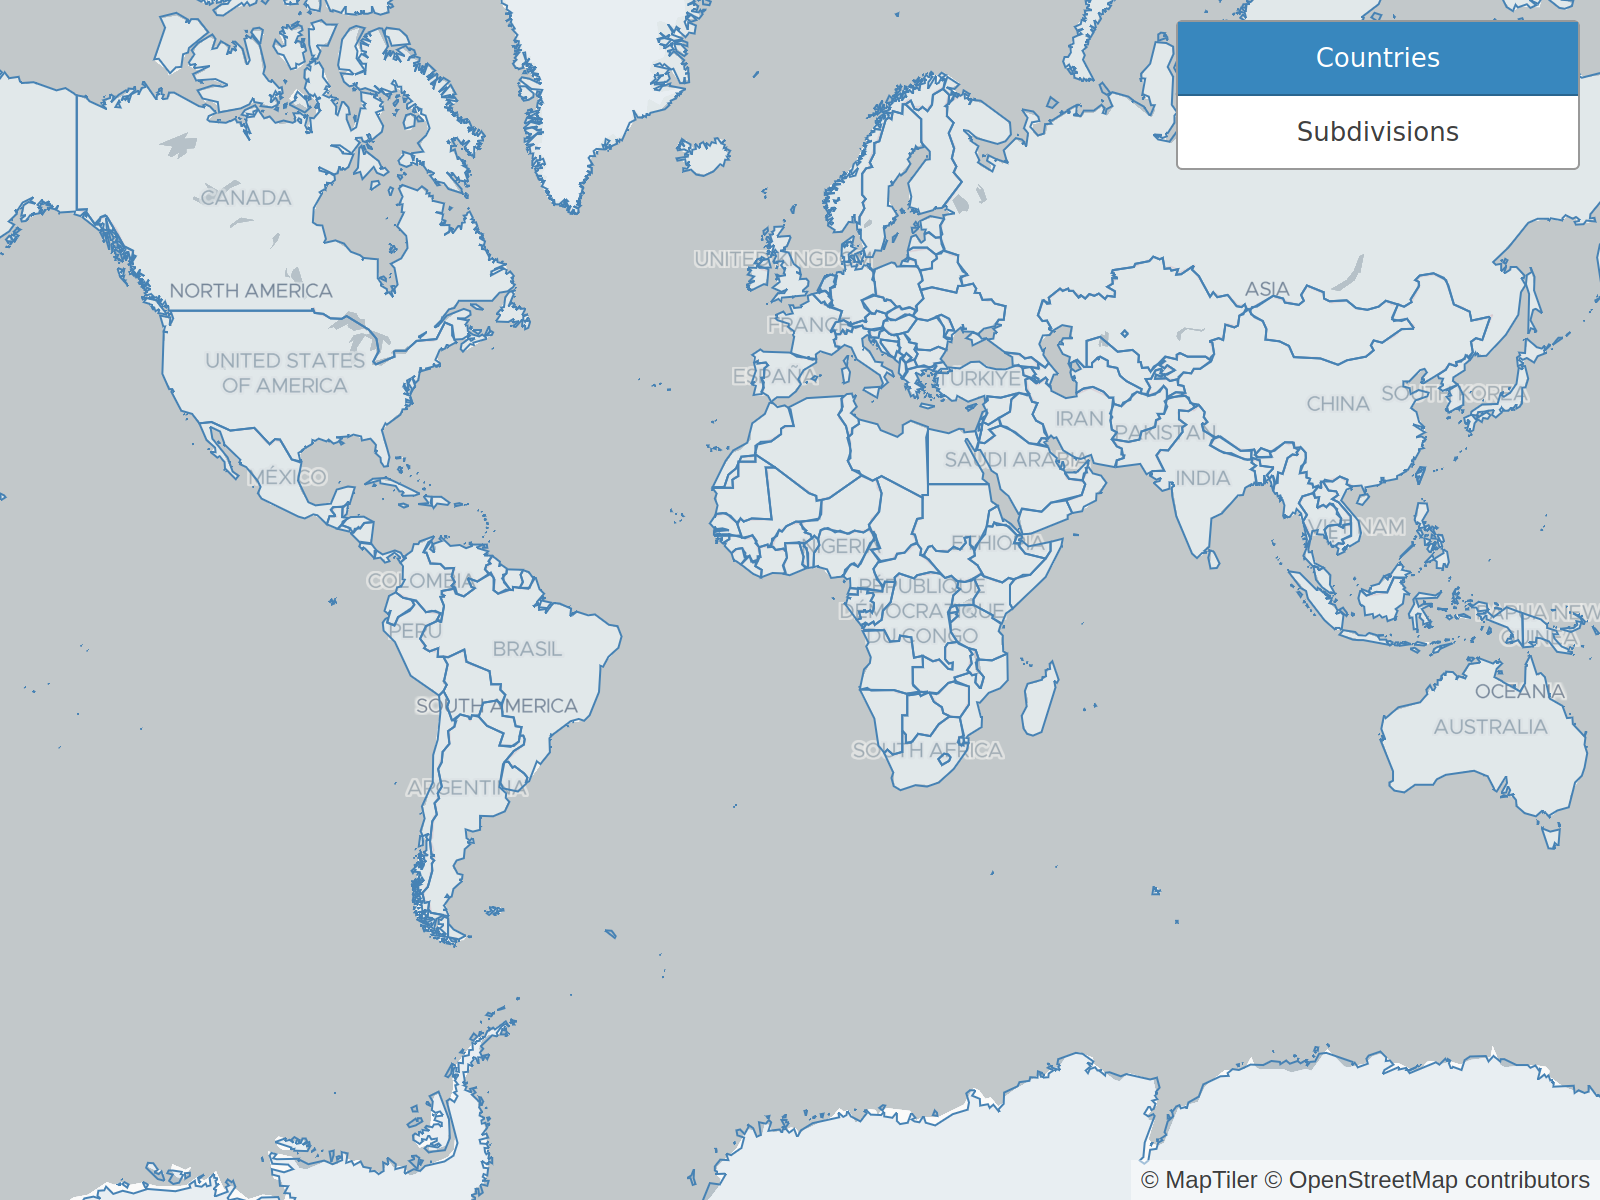 Countries
Subdivisions
CANADA
NORTH AMERICA
UNITED STATES
OF AMERICA
MÉXICO
COLOMBIA
PERU
BRASIL
SOUTH AMERICA
ARGENTINA
UNITED KINGDOM
FRANCE
ESPAÑA
TÜRKIYE
ASIA
IRAN
PAKISTAN
SAUDI ARABIA
INDIA
CHINA
SOUTH KOREA
VIETNAM
NIGERIA
ETHIOPIA
RÉPUBLIQUE
DÉMOCRATIQUE
DU CONGO
SOUTH AFRICA
PAPUA NEW
GUINEA
OCEANIA
AUSTRALIA
© MapTiler © OpenStreetMap contributors